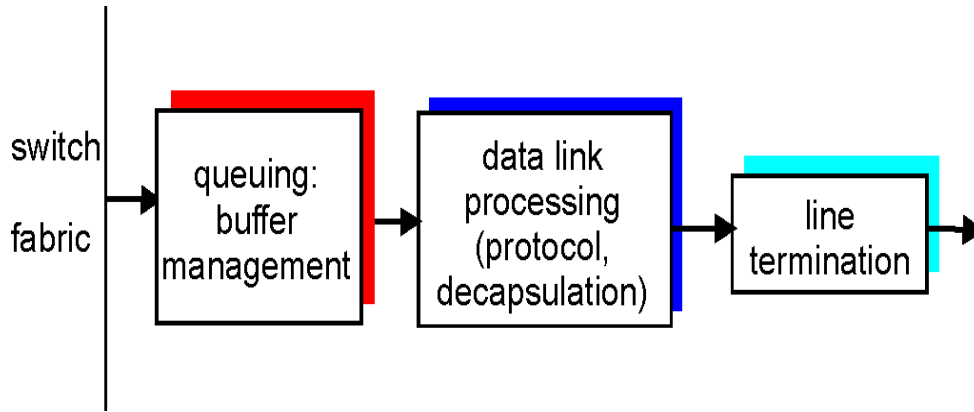 switch
fabric
queuing:
buffer
management
data link
processing
(protocol,
decapsulation)
line
termination